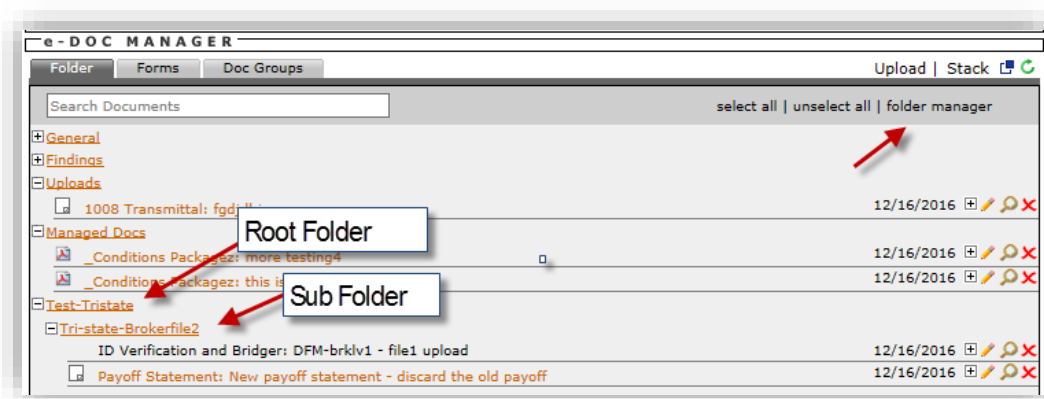 e-DOC MANAGER
Folder Forms Doc Groups Upload | Stack
Search Documents select all | unselect all | folder manager
General
Findings
Uploads
1008 Transmittal: 12/16/2016
Managed Docs
Root Folder
_Conditions Packagez: more testing4 12/16/2016
_Conditions Packagez: this is 12/16/2016
Sub Folder
Test-Tristate
Tri-state-Brokerfile2
ID Verification and Bridger: DFM-brklv1 - file1 upload 12/16/2016
Payoff Statement: New payoff statement - discard the old payoff 12/16/2016